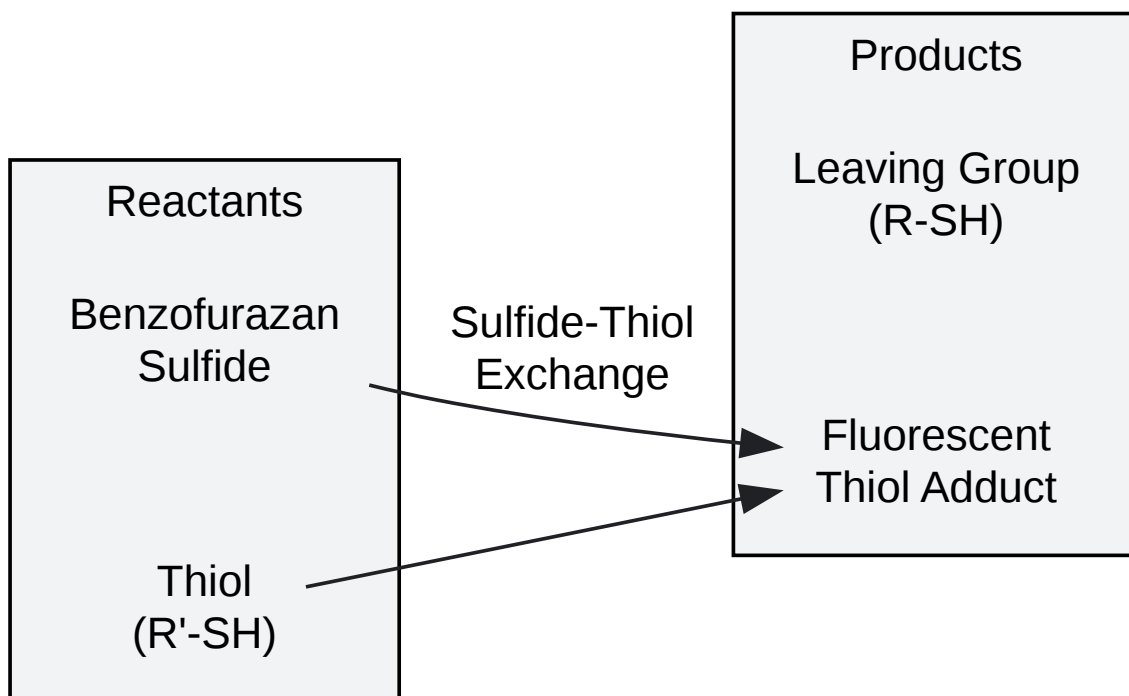 Reactants
Benzofurazan
Sulfide
Thiol
(R'-SH)
Sulfide-Thiol
Exchange
Products
Leaving Group
(R-SH)
Fluorescent
Thiol Adduct